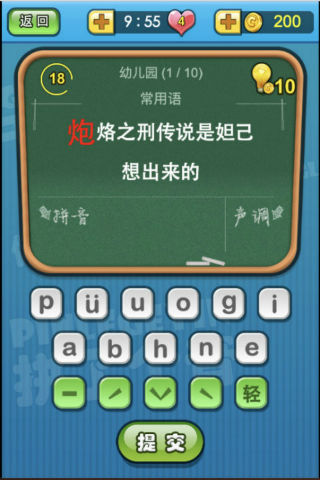 返回 9:55 4 200
18 幼儿园 (1 / 10) 10
常用语
炮烙之刑传说是妲己
想出来的
拼音 声调
p ü u o g i
a b h n e
ˉ ˊ ˇ ˋ 轻
提交